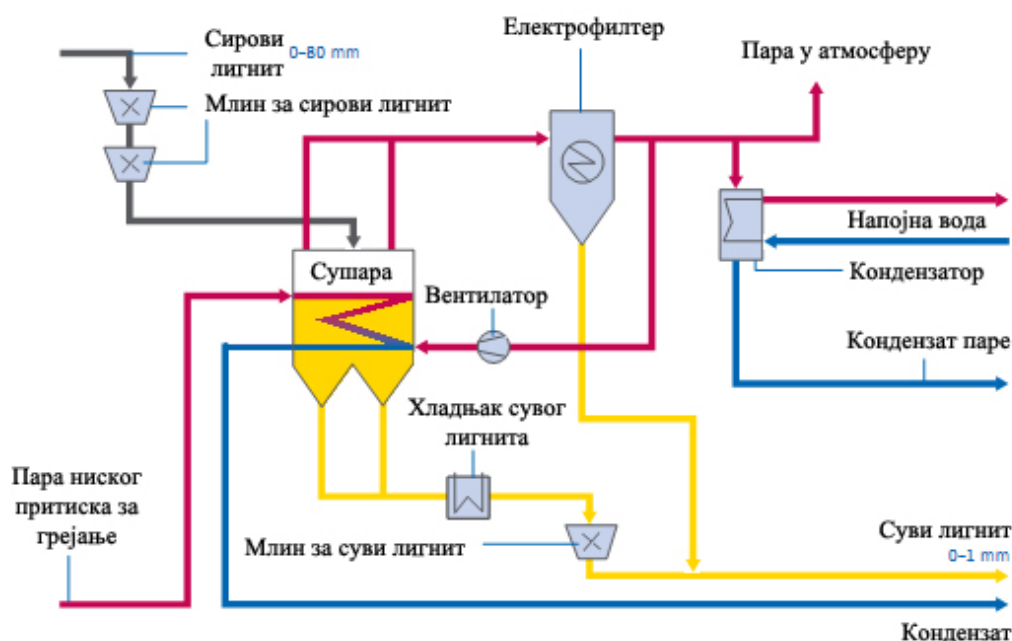 Сирови
лигнит
0–80 mm
Млин за сирови лигнит
Електрофилтер
Пара у атмосферу
Сушара
Вентилатор
Напојна вода
Кондензатор
Кондензат паре
Хладњак сувог
лигнита
Пара ниског
притиска за
грејање
Млин за суви лигнит
Суви лигнит
0–1 mm
Кондензат